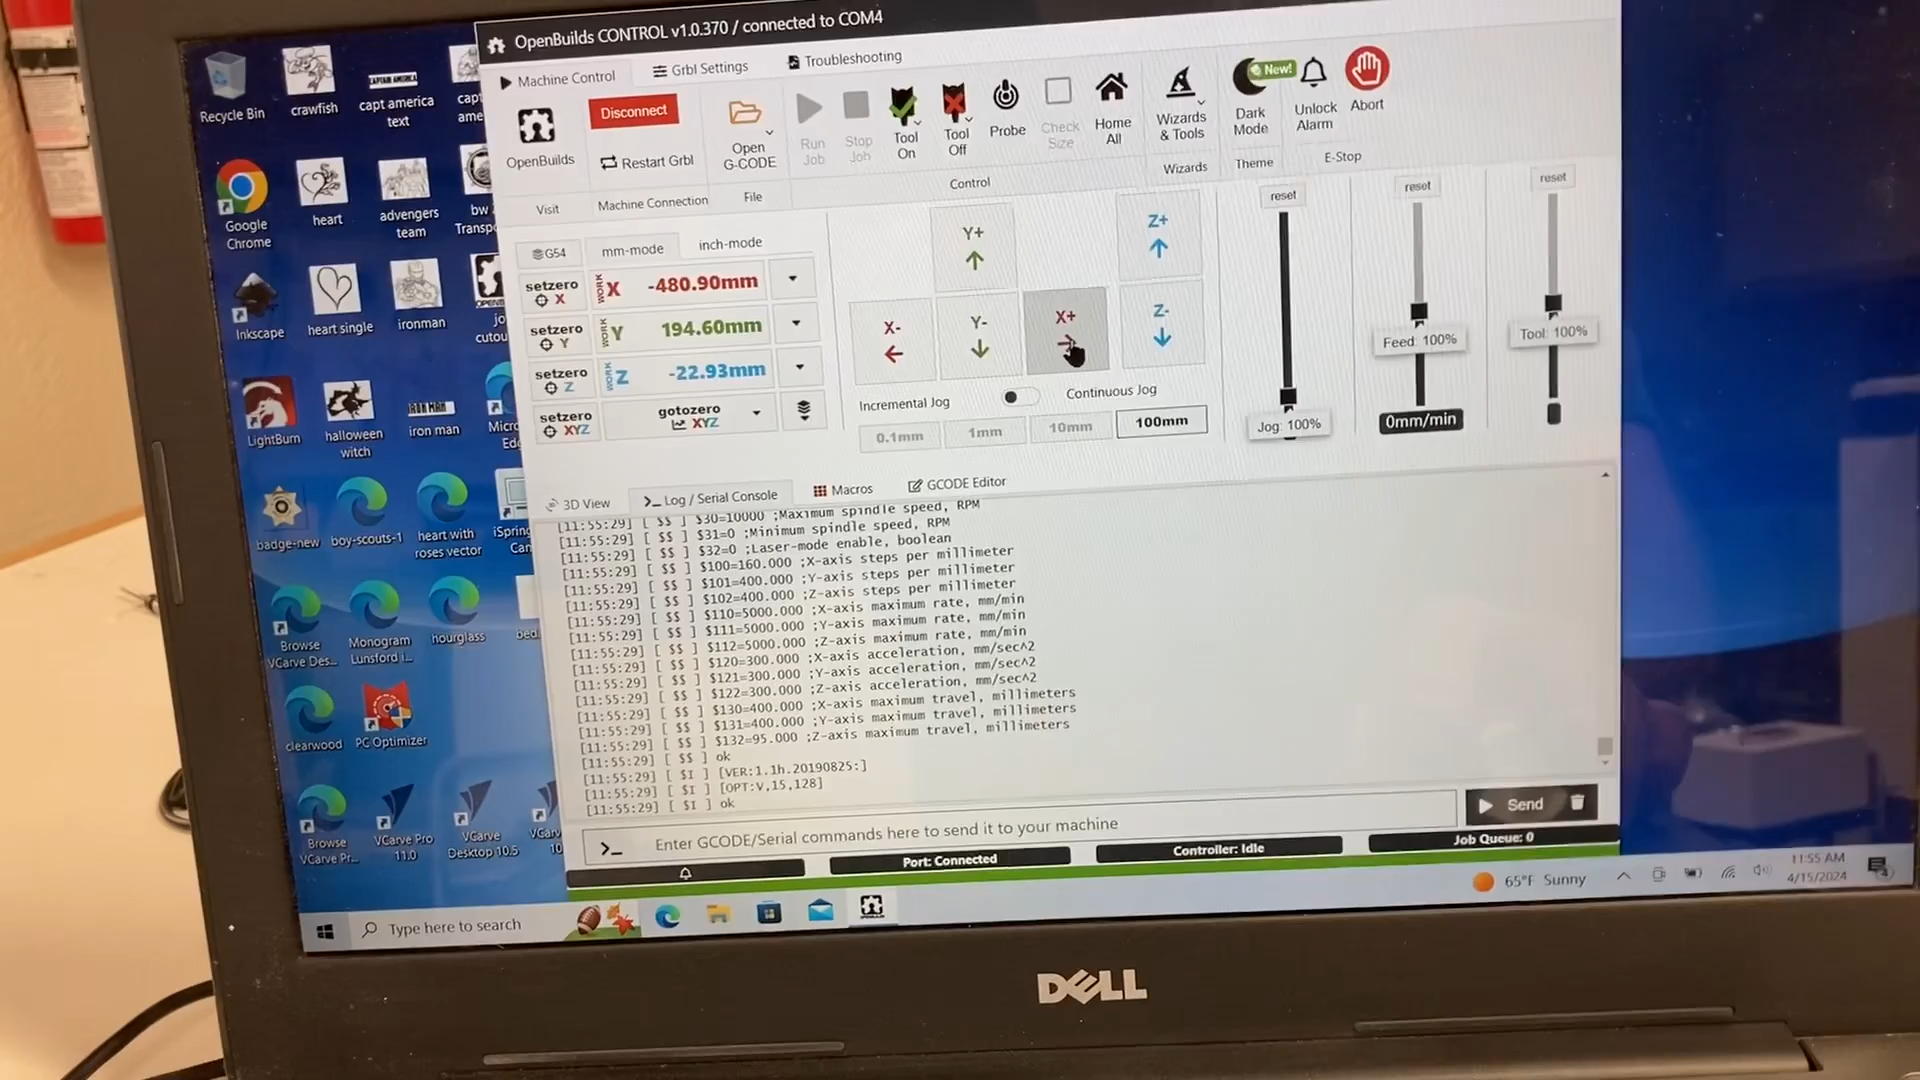 OpenBuilds CONTROL v1.0.370 / connected to COM4
Machine Control
Grbl Settings
Troubleshooting
OpenBuilds
Disconnect
Restart Grbl
Open
G-CODE
Run
Job
Stop
Job
Tool
On
Tool
Off
Probe
Check
Size
Home
All
Wizards
& Tools
New!
Dark
Mode
Unlock
Alarm
Abort
Visit
Machine Connection
File
Control
Wizards
Theme
E-Stop
G54
mm-mode
inch-mode
setzero
X
WORK
X
-480.90mm
setzero
Y
WORK
Y
194.60mm
setzero
Z
WORK
Z
-22.93mm
setzero
XYZ
gotozero
XYZ
Y+
Z+
X-
Y-
X+
Z-
Incremental Jog
Continuous Jog
0.1mm
1mm
10mm
100mm
reset
Jog: 100%
reset
Feed: 100%
0mm/min
reset
Tool: 100%
3D View
Log / Serial Console
Macros
GCODE Editor
[11:55:29] [ $$ ] $30=10000 ;Maximum spindle speed, RPM
[11:55:29] [ $$ ] $31=0 ;Minimum spindle speed, RPM
[11:55:29] [ $$ ] $32=0 ;Laser-mode enable, boolean
[11:55:29] [ $$ ] $100=160.000 ;X-axis steps per millimeter
[11:55:29] [ $$ ] $101=400.000 ;Y-axis steps per millimeter
[11:55:29] [ $$ ] $102=400.000 ;Z-axis steps per millimeter
[11:55:29] [ $$ ] $110=5000.000 ;X-axis maximum rate, mm/min
[11:55:29] [ $$ ] $111=5000.000 ;Y-axis maximum rate, mm/min
[11:55:29] [ $$ ] $112=5000.000 ;Z-axis maximum rate, mm/min
[11:55:29] [ $$ ] $120=300.000 ;X-axis acceleration, mm/sec^2
[11:55:29] [ $$ ] $121=300.000 ;Y-axis acceleration, mm/sec^2
[11:55:29] [ $$ ] $122=300.000 ;Z-axis acceleration, mm/sec^2
[11:55:29] [ $$ ] $130=400.000 ;X-axis maximum travel, millimeters
[11:55:29] [ $$ ] $131=400.000 ;Y-axis maximum travel, millimeters
[11:55:29] [ $$ ] $132=95.000 ;Z-axis maximum travel, millimeters
[11:55:29] [ $$ ] ok
[11:55:29] [ $I ] [VER:1.1h.20190825:]
[11:55:29] [ $I ] [OPT:V,15,128]
[11:55:29] [ $I ] ok
Enter GCODE/Serial commands here to send it to your machine
Send
Port: Connected
Controller: Idle
Job Queue: 0
Recycle Bin
crawfish
CAPTAIN AMERICA
capt america
text
Google
Chrome
heart
advengers
team
bw
Transp
Inkscape
heart single
ironman
cutou
LightBurn
halloween
witch
IRON MAN
iron man
badge-new
boy-scouts-1
heart with
roses vector
iSpring
Browse
VCarve Des...
Monogram
Lunsford i...
hourglass
bed.
clearwood
PC Optimizer
Browse
VCarve Pr...
VCarve Pro
11.0
VCarve
Desktop 10.5
Type here to search
65°F Sunny
11:55 AM
4/15/2024
DELL